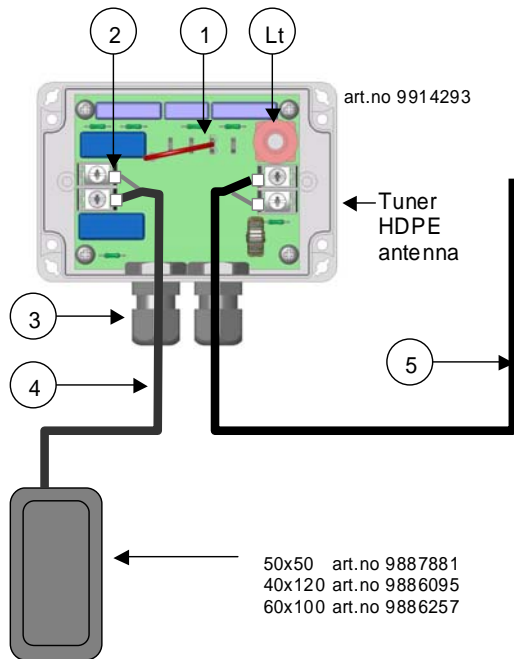 2
1
Lt
art.no 9914293
Tuner
HDPE
antenna
3
4
5
50x50 art.no 9887881
40x120 art.no 9886095
60x100 art.no 9886257